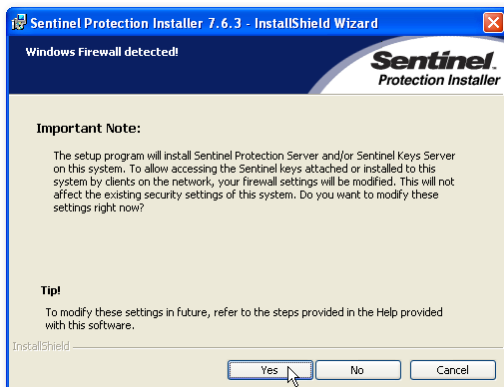 Sentinel Protection Installer 7.6.3 - InstallShield Wizard
Windows Firewall detected!
Sentinel.
Protection Installer
Important Note:
The setup program will install Sentinel Protection Server and/or Sentinel Keys Server
on this system. To allow accessing the Sentinel keys attached or installed to this
system by clients on the network, your firewall settings will be modified. This will not
affect the existing security settings of this system. Do you want to modify these
settings right now?
Tip!
To modify these settings in future, refer to the steps provided in the Help provided
with this software.
InstallShield
Yes
No
Cancel